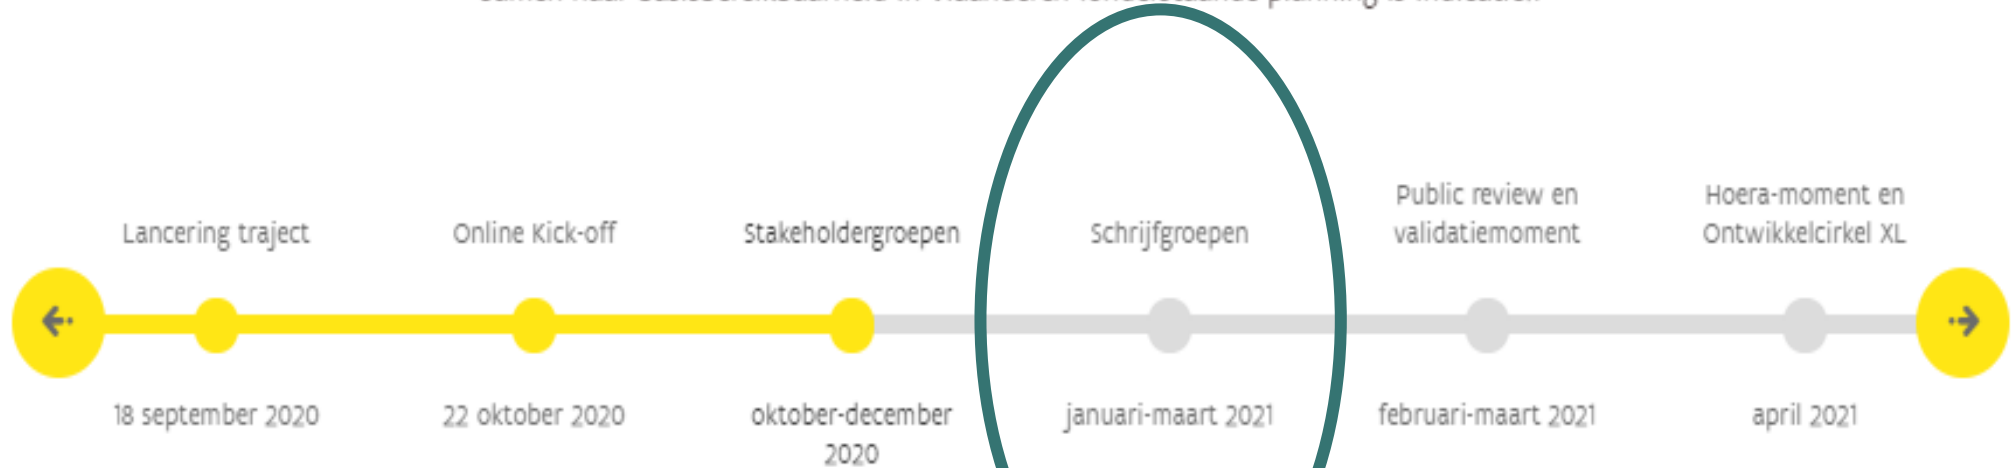 Lancering traject
Online Kick-off
Stakeholdergroepen
Schrijfgroepen
Public review en
validatiemoment
Hoera-moment en
Ontwikkelcirkel XL
18 september 2020
22 oktober 2020
oktober-december
2020
januari-maart 2021
februari-maart 2021
april 2021